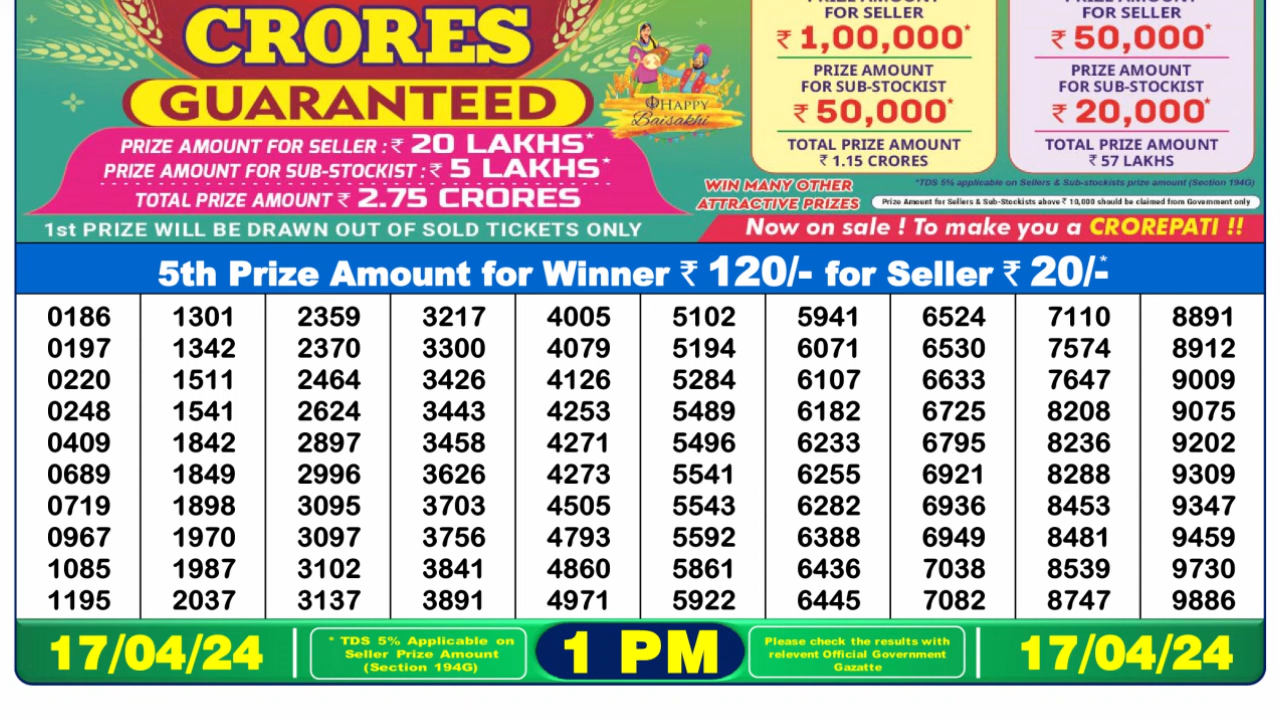 CRORES
GUARANTEED
PRIZE AMOUNT FOR SELLER : ₹ 20 LAKHS*
PRIZE AMOUNT FOR SUB-STOCKIST : ₹ 5 LAKHS*
TOTAL PRIZE AMOUNT ₹ 2.75 CRORES
1st PRIZE WILL BE DRAWN OUT OF SOLD TICKETS ONLY
HAPPY
Baisakhi
PRIZE AMOUNT
FOR SELLER
₹ 1,00,000*
PRIZE AMOUNT
FOR SUB-STOCKIST
₹ 50,000*
TOTAL PRIZE AMOUNT
₹ 1.15 CRORES
PRIZE AMOUNT
FOR SELLER
₹ 50,000*
PRIZE AMOUNT
FOR SUB-STOCKIST
₹ 20,000*
TOTAL PRIZE AMOUNT
₹ 57 LAKHS
WIN MANY OTHER
ATTRACTIVE PRIZES
*TDS 5% applicable on Sellers & Sub-stockists prize amount (Section 194G)
Prize Amount for Sellers & Sub-Stockists above ₹ 10,000 should be claimed from Government only
Now on sale ! To make you a CROREPATI !!
5th Prize Amount for Winner ₹ 120/- for Seller ₹ 20/-*
0186 1301 2359 3217 4005 5102 5941 6524 7110 8891
0197 1342 2370 3300 4079 5194 6071 6530 7574 8912
0220 1511 2464 3426 4126 5284 6107 6633 7647 9009
0248 1541 2624 3443 4253 5489 6182 6725 8208 9075
0409 1842 2897 3458 4271 5496 6233 6795 8236 9202
0689 1849 2996 3626 4273 5541 6255 6921 8288 9309
0719 1898 3095 3703 4505 5543 6282 6936 8453 9347
0967 1970 3097 3756 4793 5592 6388 6949 8481 9459
1085 1987 3102 3841 4860 5861 6436 7038 8539 9730
1195 2037 3137 3891 4971 5922 6445 7082 8747 9886
17/04/24
* TDS 5% Applicable on
Seller Prize Amount
(Section 194G)
1 PM
Please check the results with
relevent Official Government
Gazatte
17/04/24